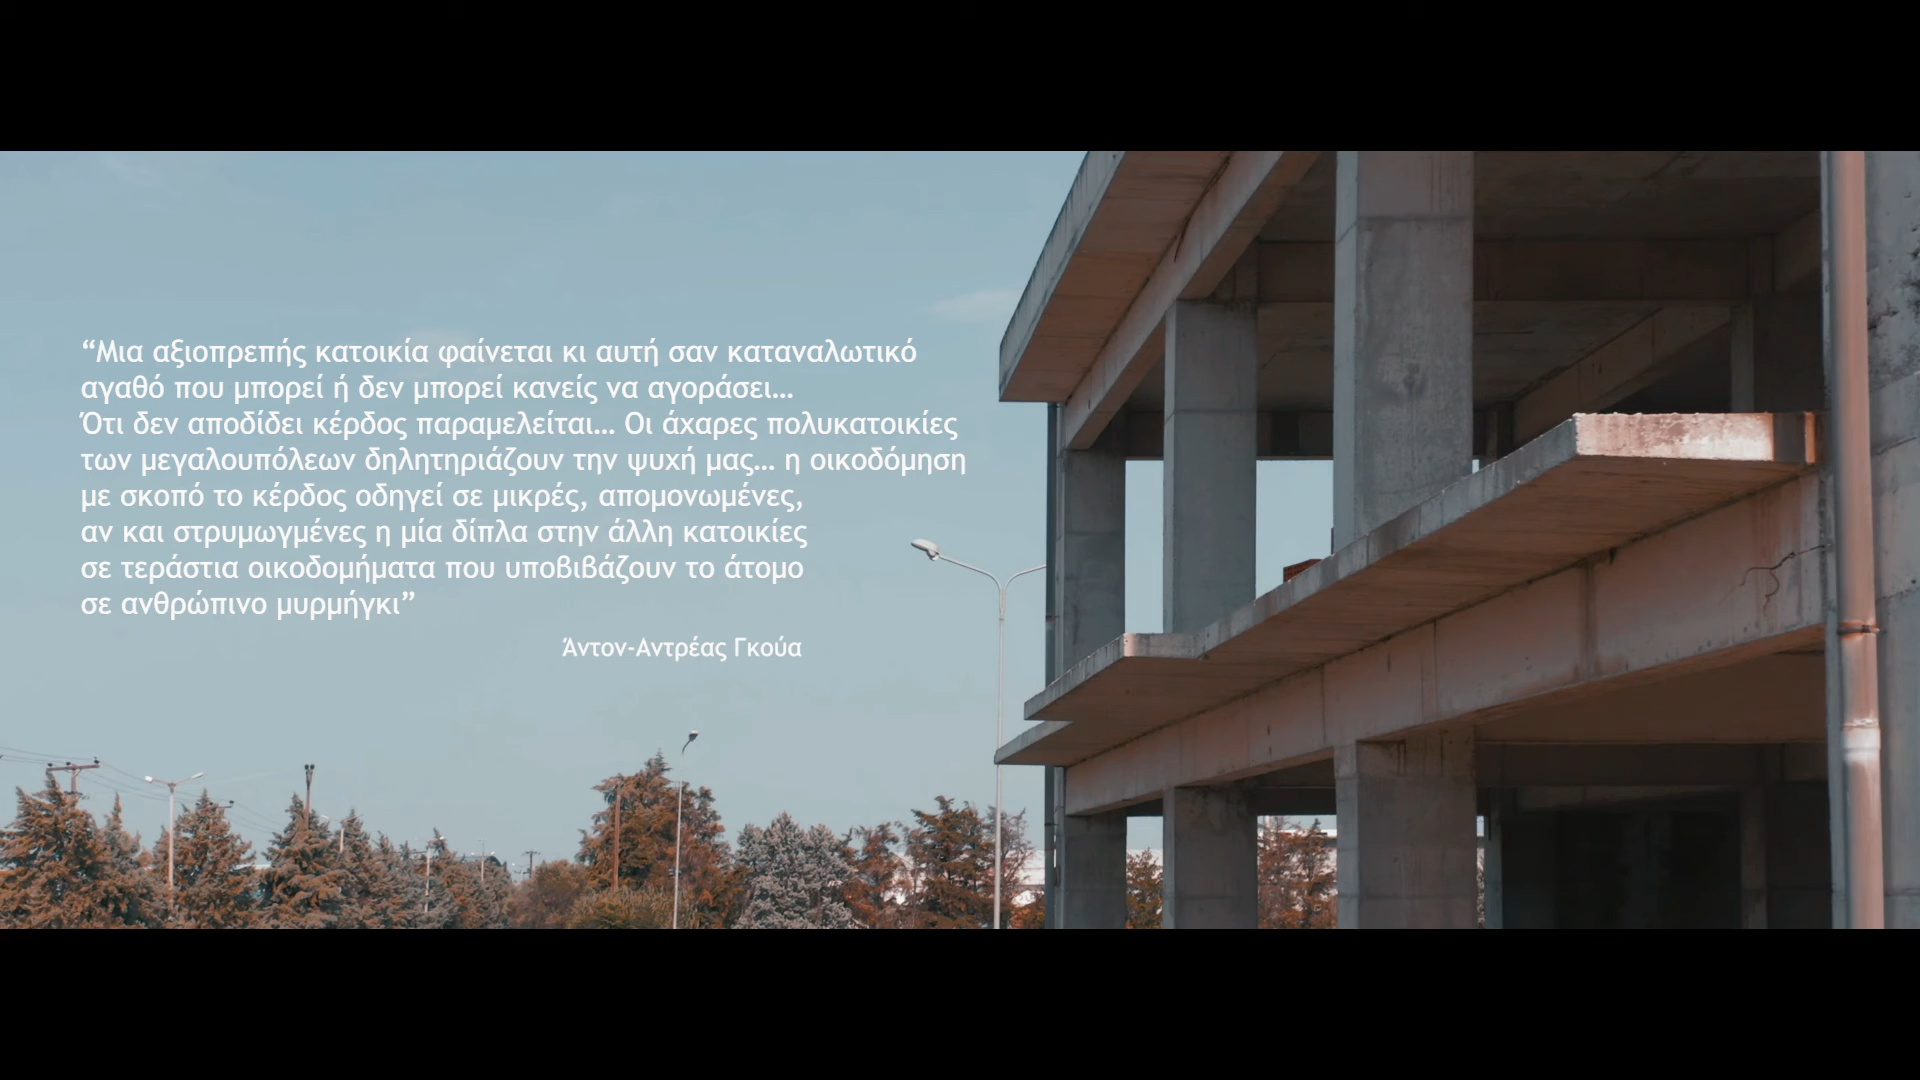 “Μια αξιοπρεπής κατοικία φαίνεται κι αυτή σαν καταναλωτικό
αγαθό που μπορεί ή δεν μπορεί κανείς να αγοράσει...
Ότι δεν αποδίδει κέρδος παραμελείται... Οι άχαρες πολυκατοικίες
των μεγαλουπόλεων δηλητηριάζουν την ψυχή μας... η οικοδόμηση
με σκοπό το κέρδος οδηγεί σε μικρές, απομονωμένες,
αν και στρυμωγμένες η μία δίπλα στην άλλη κατοικίες
σε τεράστια οικοδομήματα που υποβιβάζουν το άτομο
σε ανθρώπινο μυρμήγκι”
Άντον-Αντρέας Γκούα